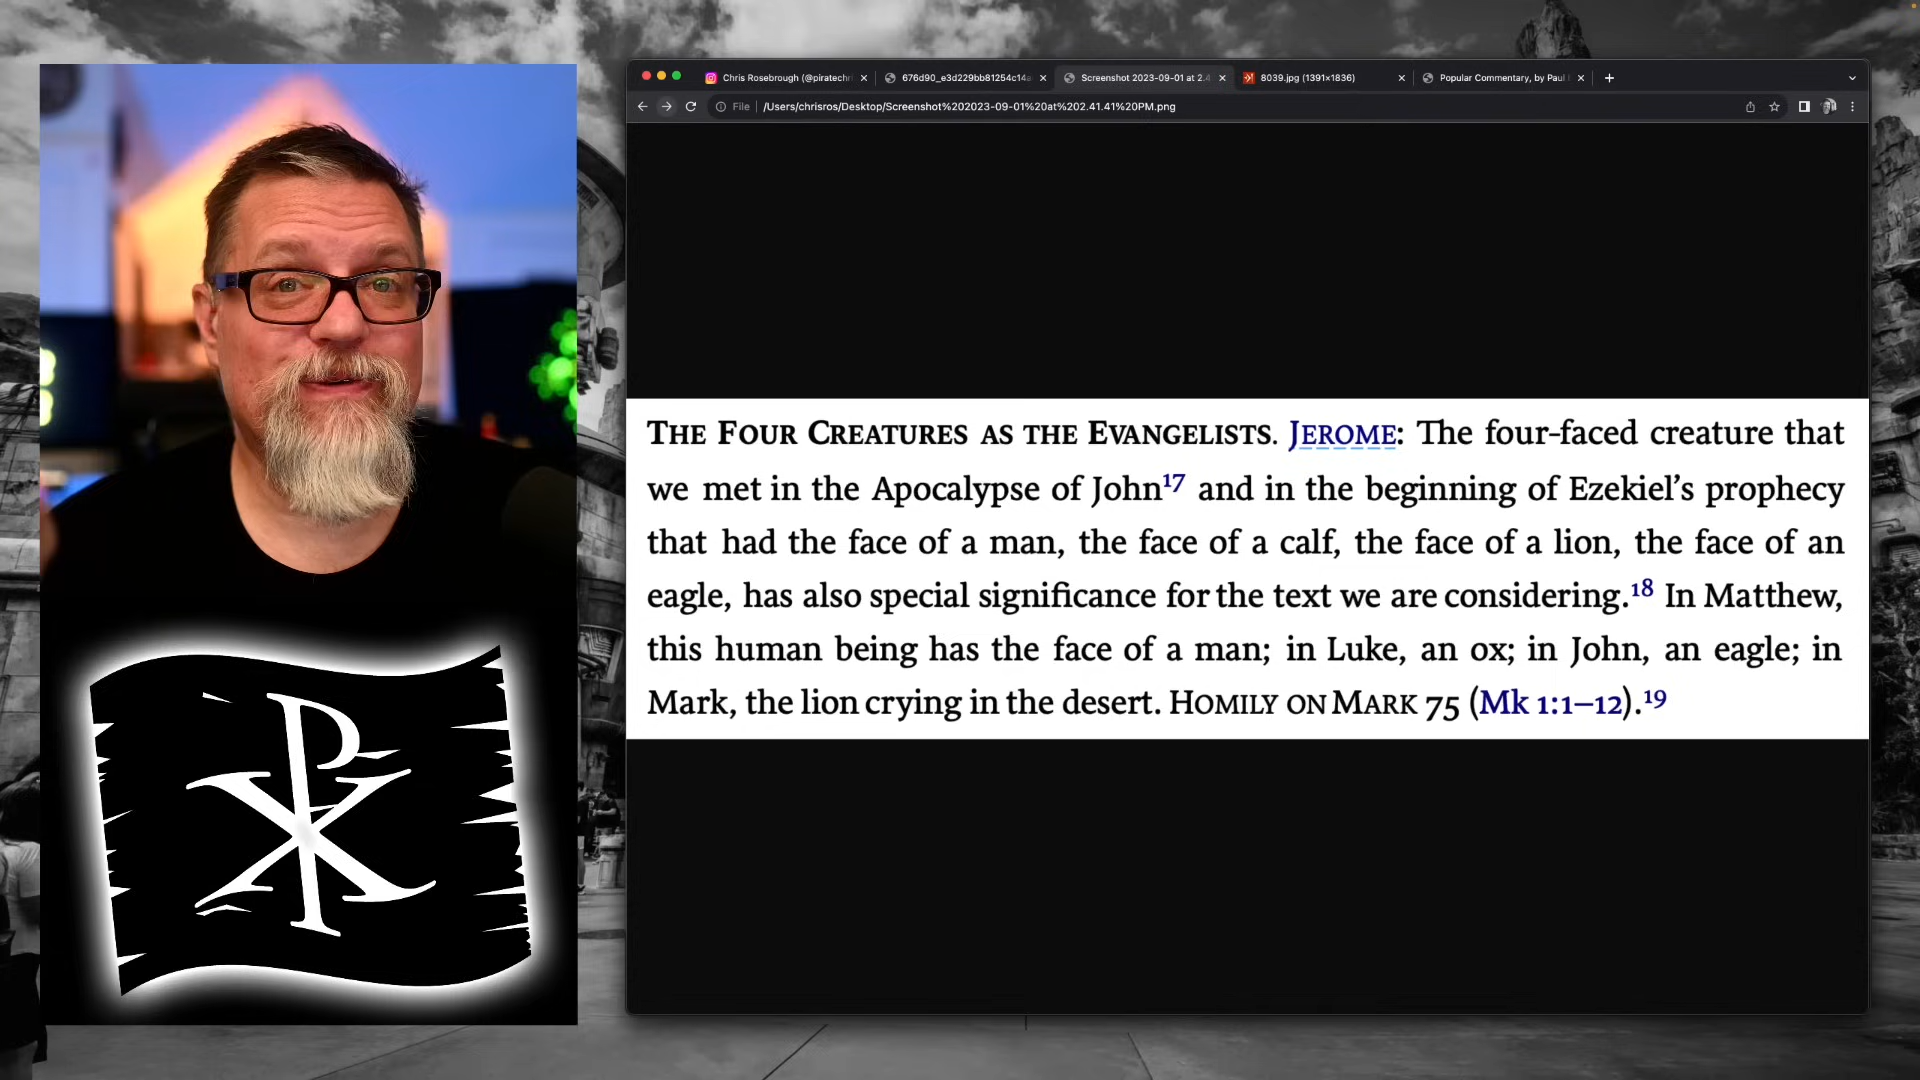 Chris Rosebrough (@piratechri
676d90_e3d229bb81254c14a
Screenshot 2023-09-01 at 2.4
8039.jpg (1391×1836)
Popular Commentary, by Paul
File
/Users/chrisros/Desktop/Screenshot%202023-09-01%20at%202.41.41%20PM.png
THE FOUR CREATURES AS THE EVANGELISTS. JEROME: The four-faced creature that
we met in the Apocalypse of John17 and in the beginning of Ezekiel’s prophecy
that had the face of a man, the face of a calf, the face of a lion, the face of an
eagle, has also special significance for the text we are considering.18 In Matthew,
this human being has the face of a man; in Luke, an ox; in John, an eagle; in
Mark, the lion crying in the desert. HOMILY ON MARK 75 (Mk 1:1–12).19